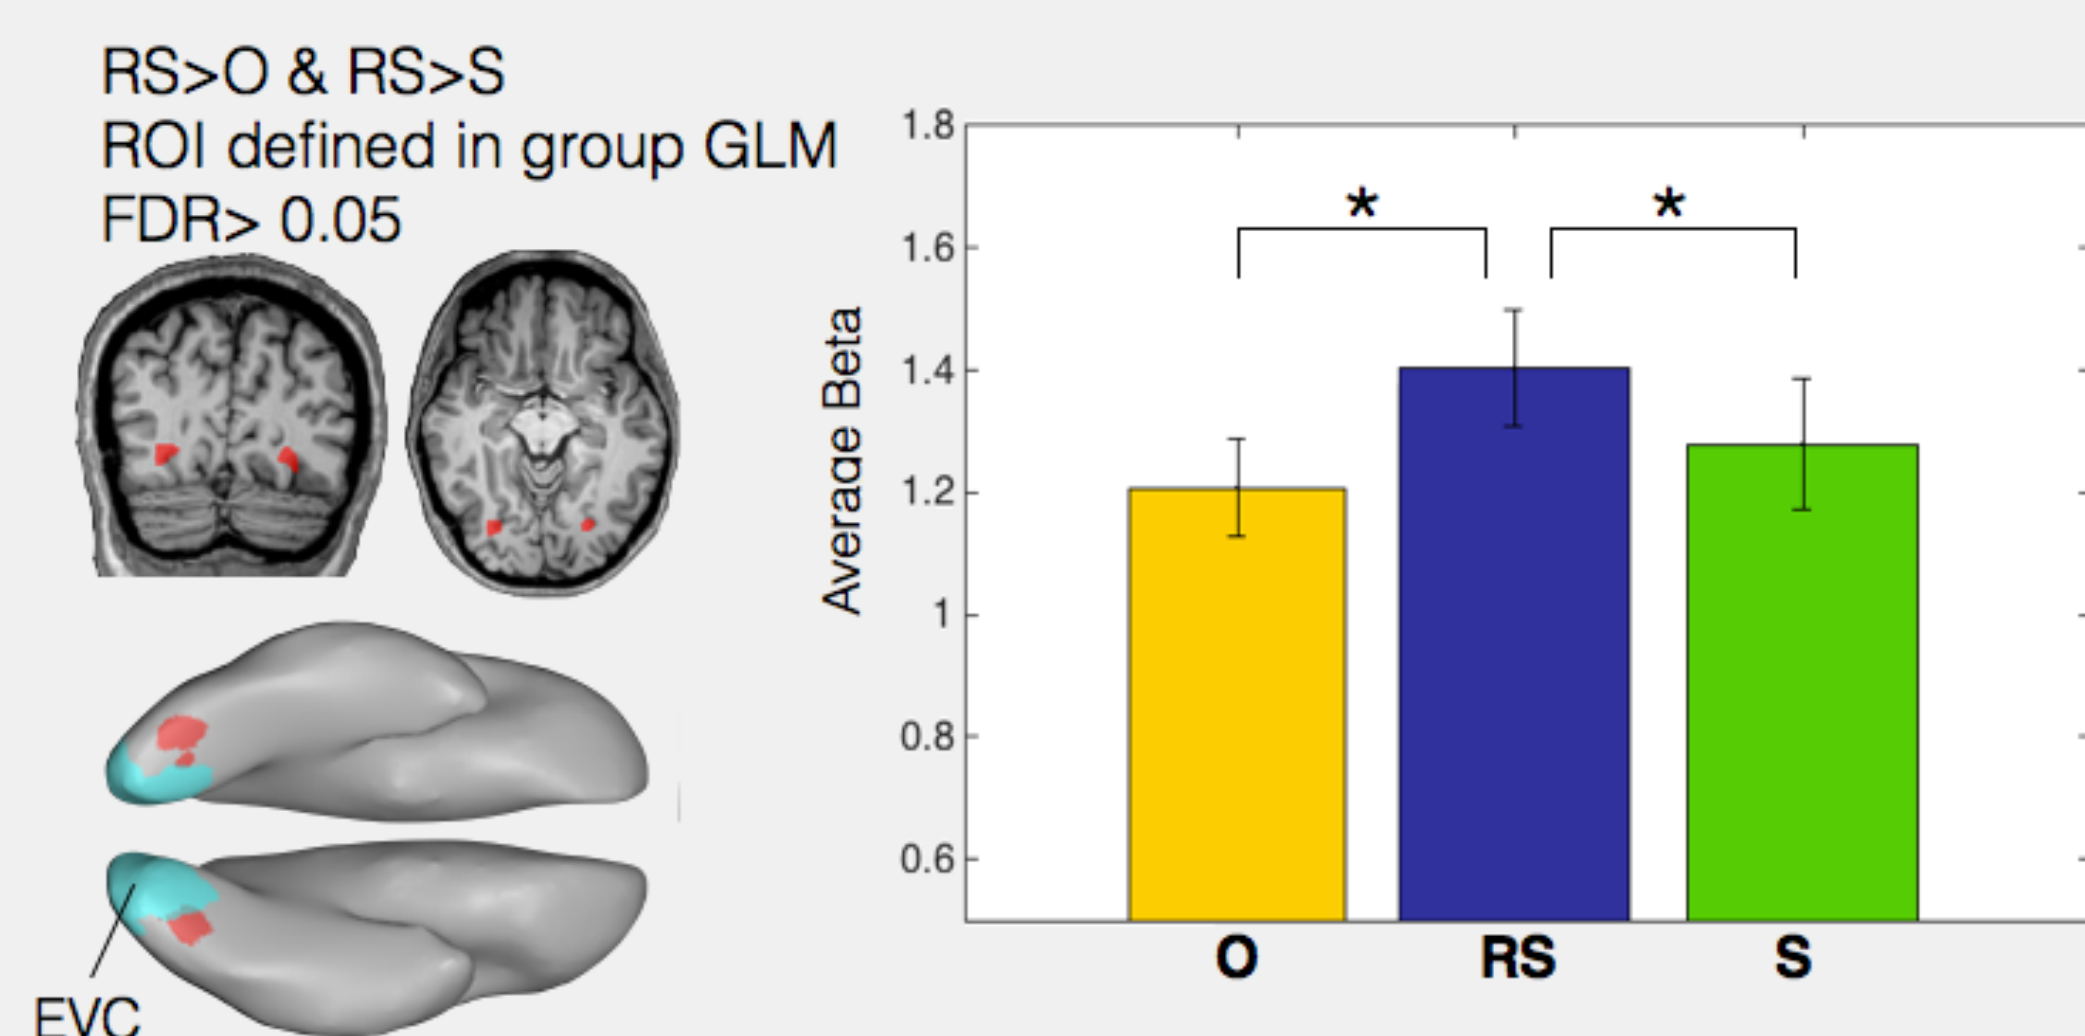 RS>O & RS>S
ROI defined in group GLM
FDR> 0.05
EVC
Average Beta
1.8
1.6
1.4
1.2
1
0.8
0.6
*
*
O
RS
S